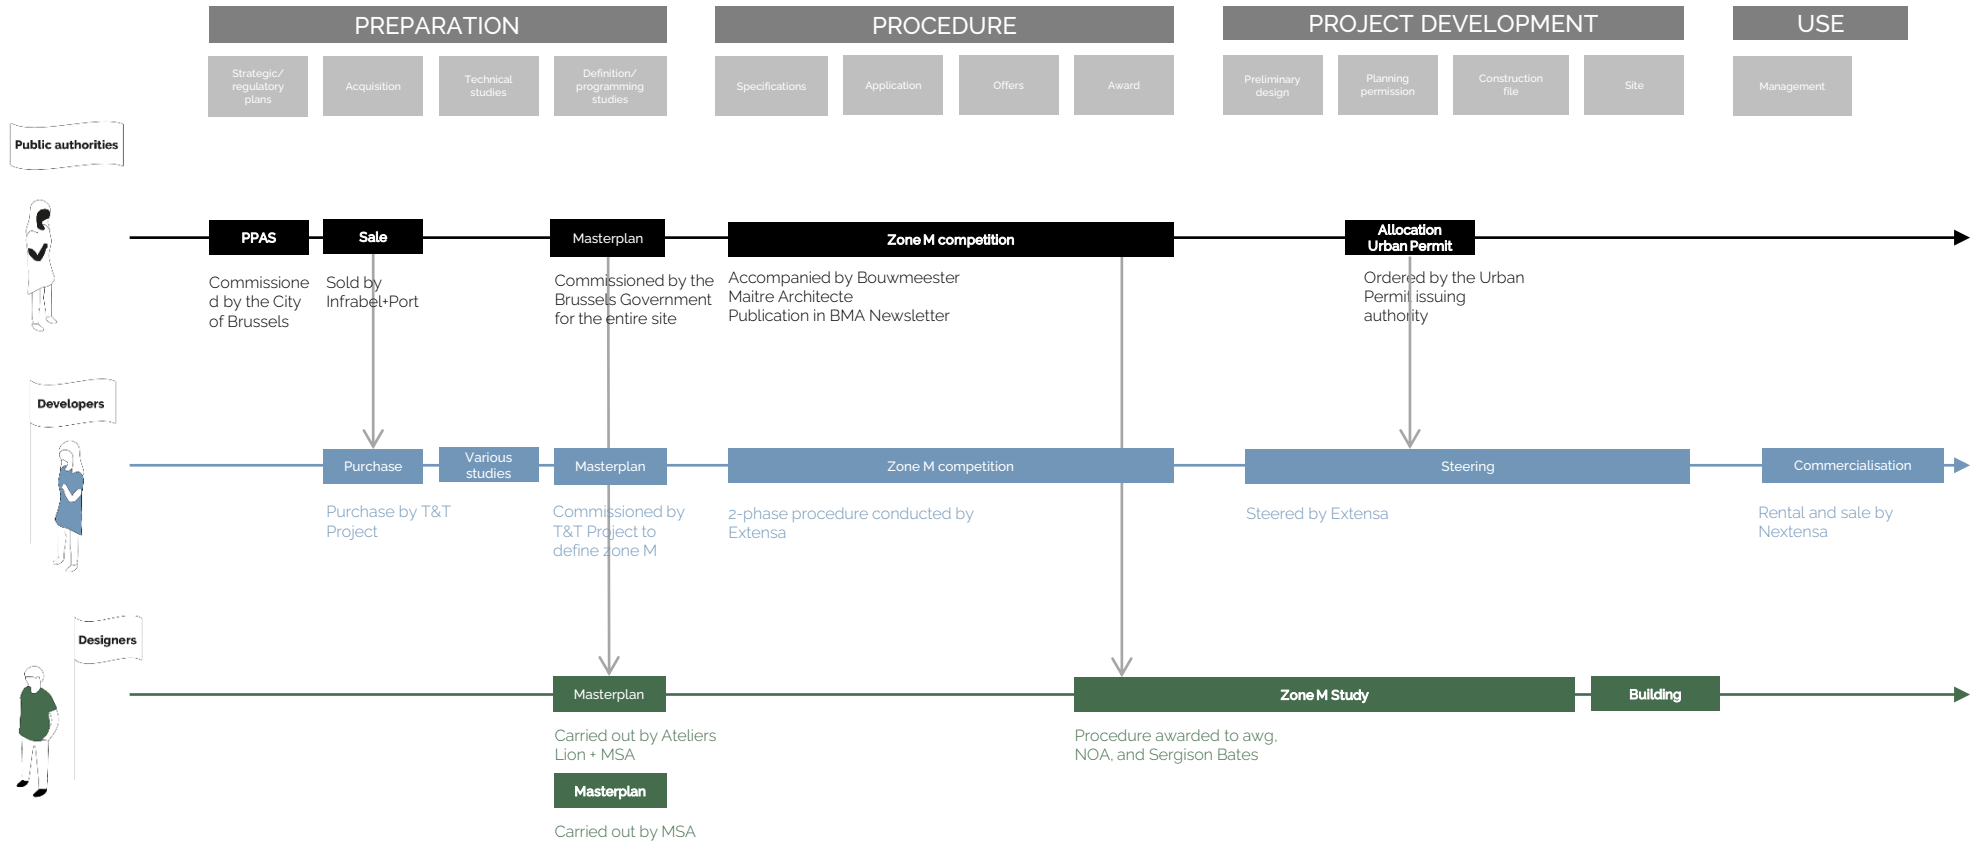 PREPARATION
PROCEDURE
PROJECT DEVELOPMENT
USE
Strategic/
regulatory
plans
Acquisition
Technical
studies
Definition/
programming
studies
Specifications
Application
Offers
Award
Preliminary
design
Planning
permission
Construction
file
Site
Management
Public authorities
PPAS
Sale
Masterplan
Zone M competition
Allocation
Urban Permit
Commissione
d by the City
of Brussels
Sold by
Infrabel+Port
Commissioned by the
Brussels Government
for the entire site
Accompanied by Bouwmeester
Maitre Architecte
Publication in BMA Newsletter
Ordered by the Urban
Permit issuing
authority
Developers
Purchase
Various
studies
Masterplan
Zone M competition
Steering
Commercialisation
Purchase by T&T
Project
Commissioned by
T&T Project to
define zone M
2-phase procedure conducted by
Extensa
Steered by Extensa
Rental and sale by
Nextensa
Designers
Masterplan
Zone M Study
Building
Carried out by Ateliers
Lion + MSA
Procedure awarded to awg,
NOA, and Sergison Bates
Masterplan
Carried out by MSA